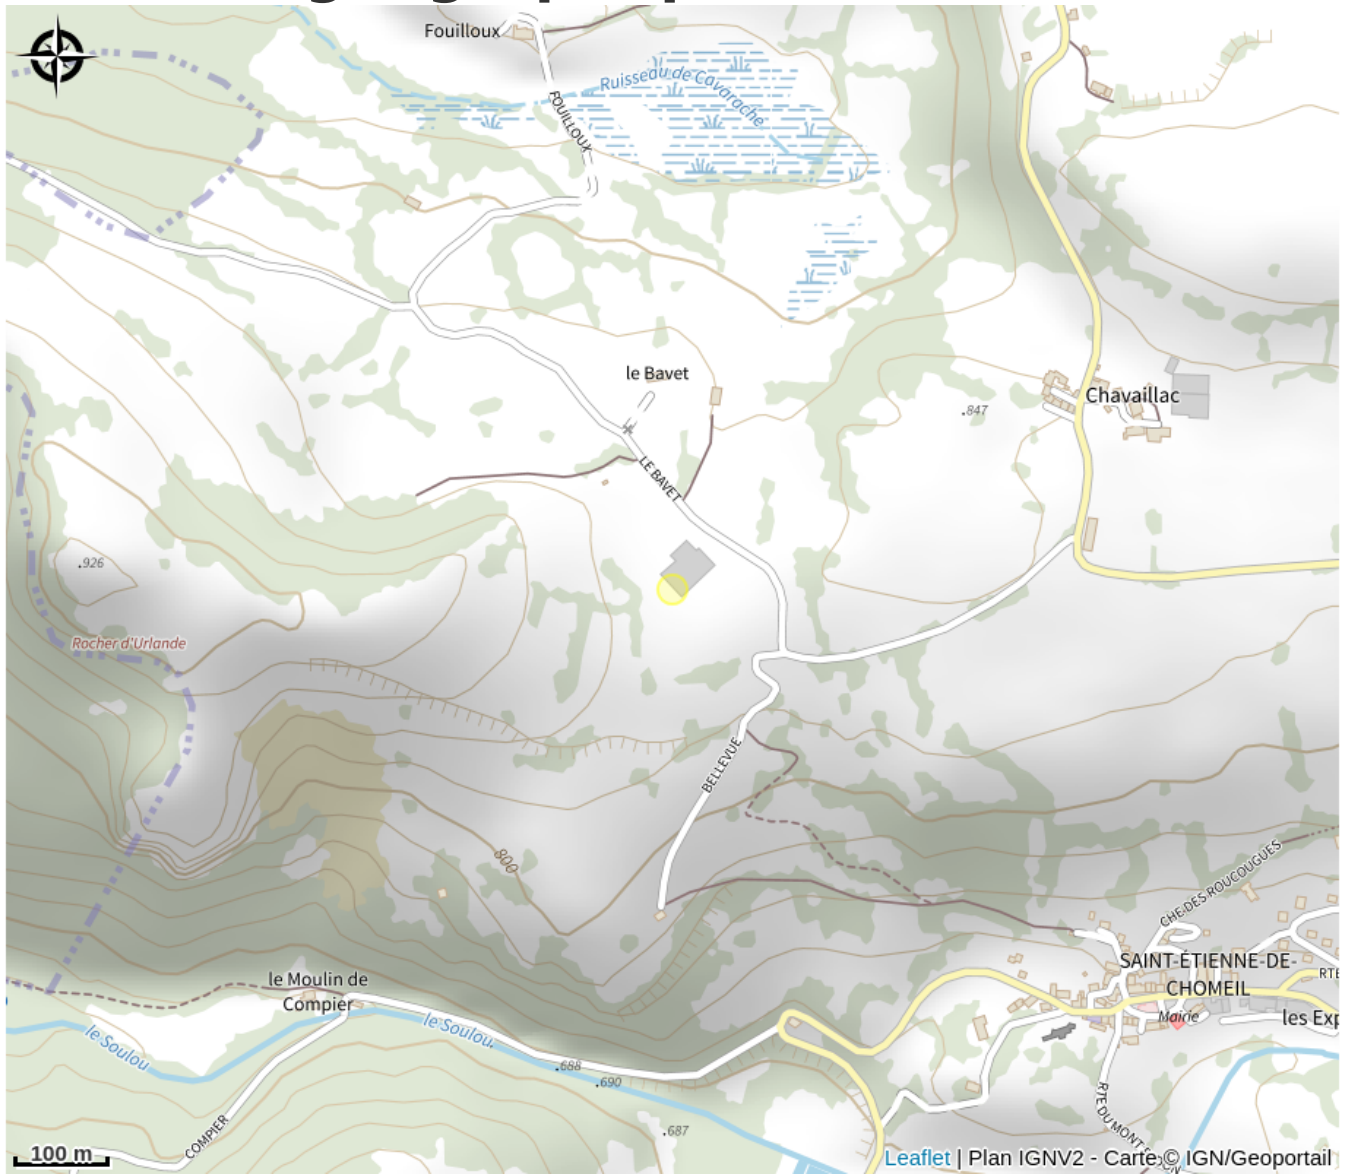 Fouilloux
Ruisseau de Cavarache
FOUILLOUX
le Bavet
.847
Chavaillac
LE BAVET
.926
Rocher d'Urlande
BELLEVUE
800
CHE DES ROUCOUGUES
SAINT-ÉTIENNE-DE-
CHOMEIL
RTE
le Moulin de
Compier
Mairie
les Exp
le Soulou
le Soulou
.688
.690
.687
COMPIER
RTE DU MONT
100 m
Leaflet | Plan IGNV2 - Carte © IGN/Geoportail